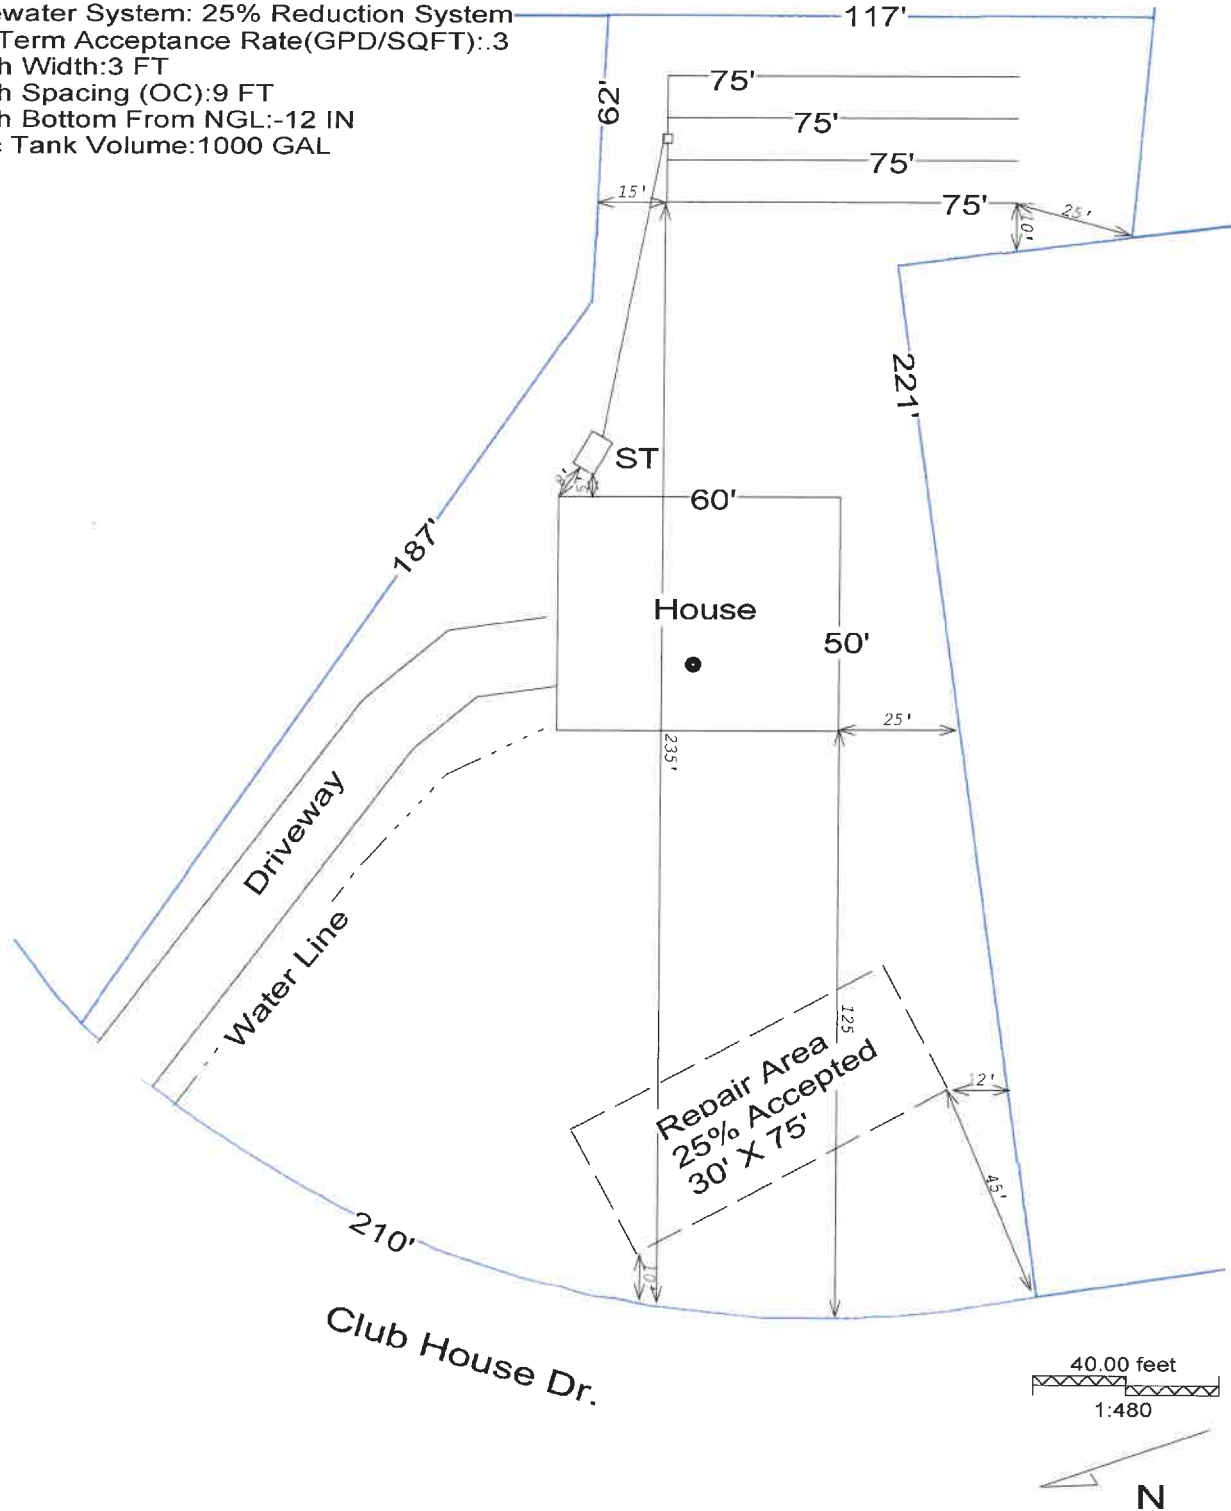 ewater System: 25% Reduction System
Term Acceptance Rate(GPD/SQFT):.3
h Width:3 FT
h Spacing (OC):9 FT
h Bottom From NGL:-12 IN
c Tank Volume:1000 GAL
117'
62'
75'
75'
75'
75'
15'
25'
10'
221'
ST
5'
60'
187'
House
50'
25'
235'
Driveway
Water Line
125
Repair Area
25% Accepted
30' X 75'
12'
45'
10'
210'
Club House Dr.
40.00 feet
1:480
N